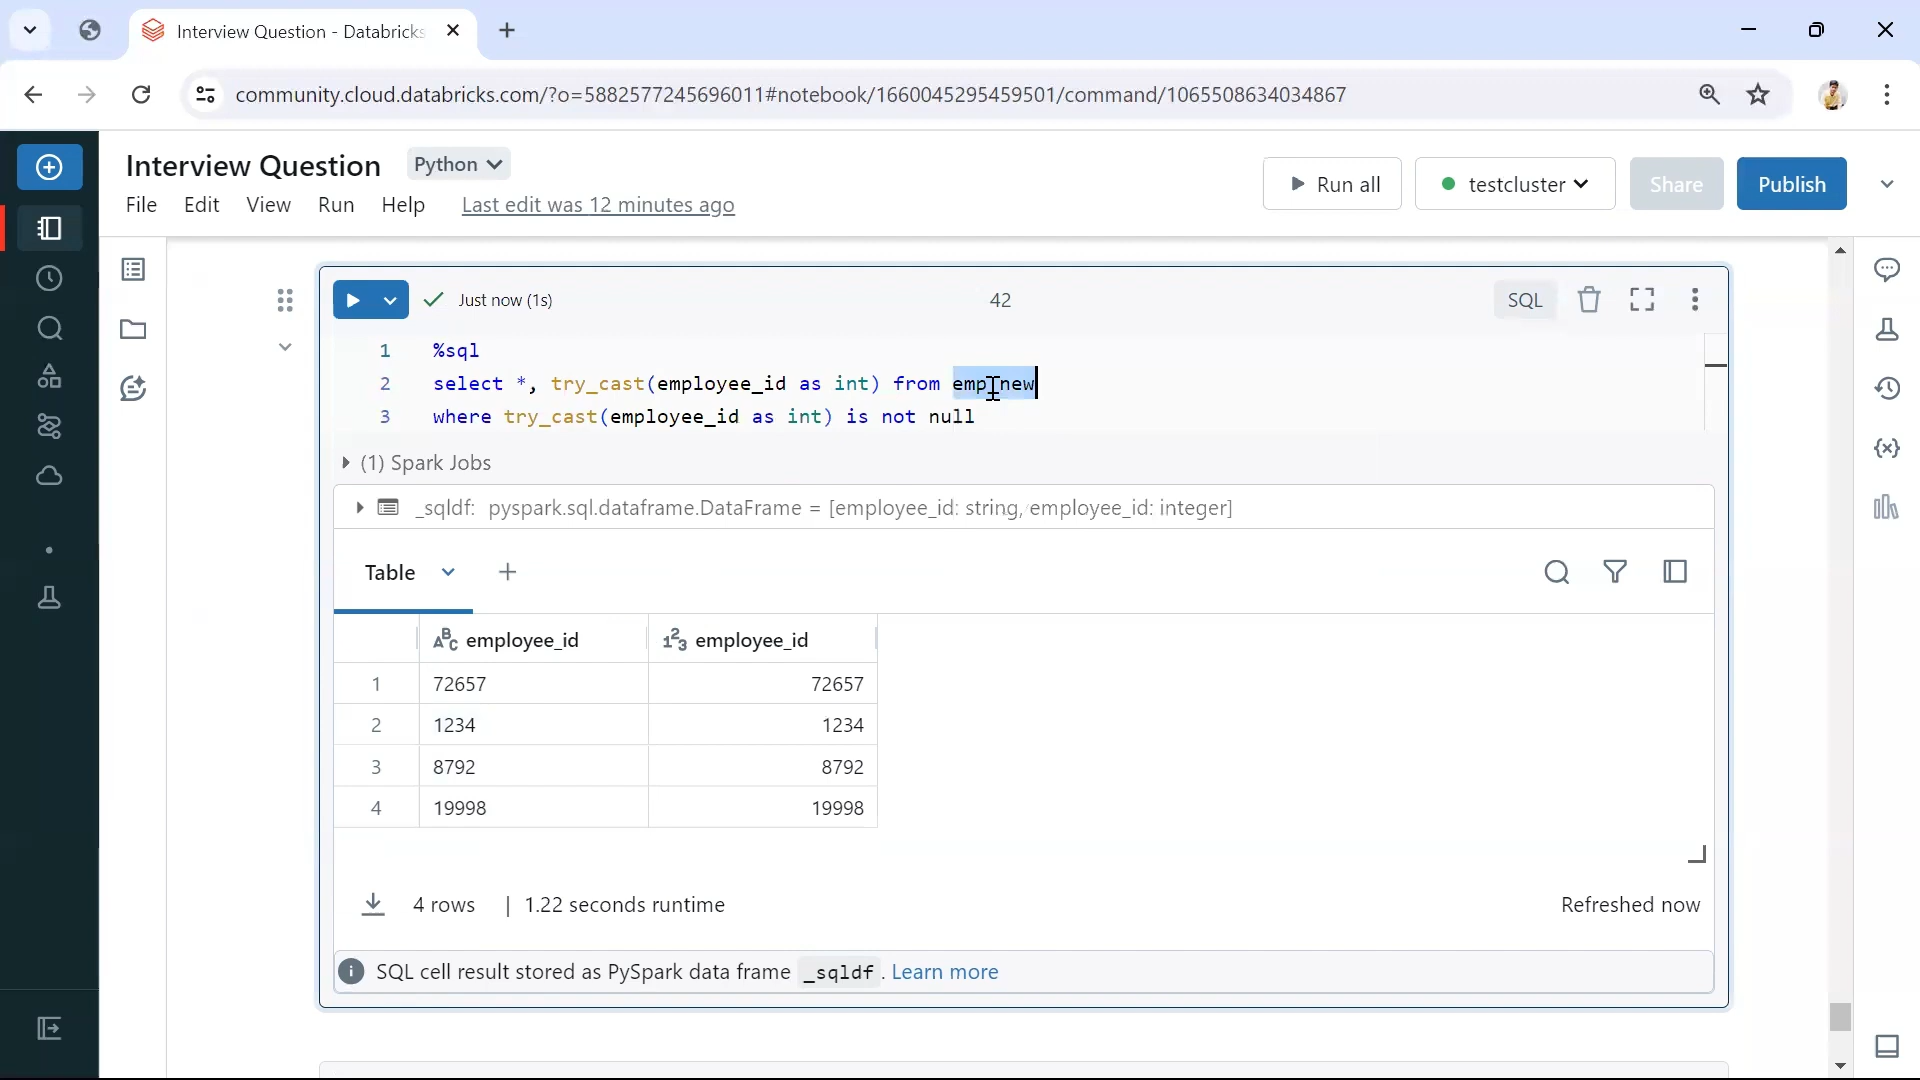 Interview Question - Databricks
community.cloud.databricks.com/?o=5882577245696011#notebook/1660045295459501/command/1065508634034867
Interview Question Python
Run all testcluster Share Publish
File Edit View Run Help Last edit was 12 minutes ago
Just now (1s) 42 SQL
1 %sql
2 select *, try_cast(employee_id as int) from emp_new
3 where try_cast(employee_id as int) is not null
(1) Spark Jobs
_sqldf: pyspark.sql.dataframe.DataFrame = [employee_id: string, employee_id: integer]
Table
ABC employee_id 123 employee_id
1 72657 72657
2 1234 1234
3 8792 8792
4 19998 19998
4 rows | 1.22 seconds runtime Refreshed now
SQL cell result stored as PySpark data frame _sqldf . Learn more